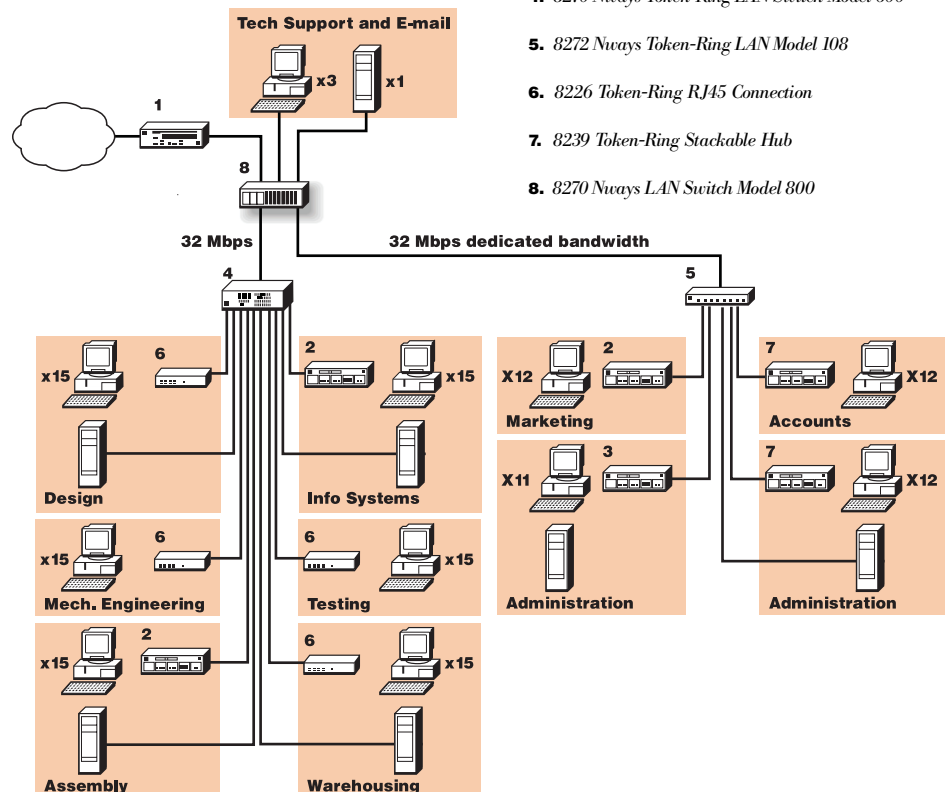 Tech Support and E-mail
x3
x1
5. 8272 Nways Token-Ring LAN Model 108
6. 8226 Token-Ring RJ45 Connection
7. 8239 Token-Ring Stackable Hub
8. 8270 Nways LAN Switch Model 800
1
8
32 Mbps
32 Mbps dedicated bandwidth
4
5
x15
6
2
x15
Design
Info Systems
X12
2
Marketing
7
X12
Accounts
x15
6
Mech. Engineering
6
x15
Testing
X11
3
Administration
7
X12
Administration
x15
2
Assembly
6
x15
Warehousing